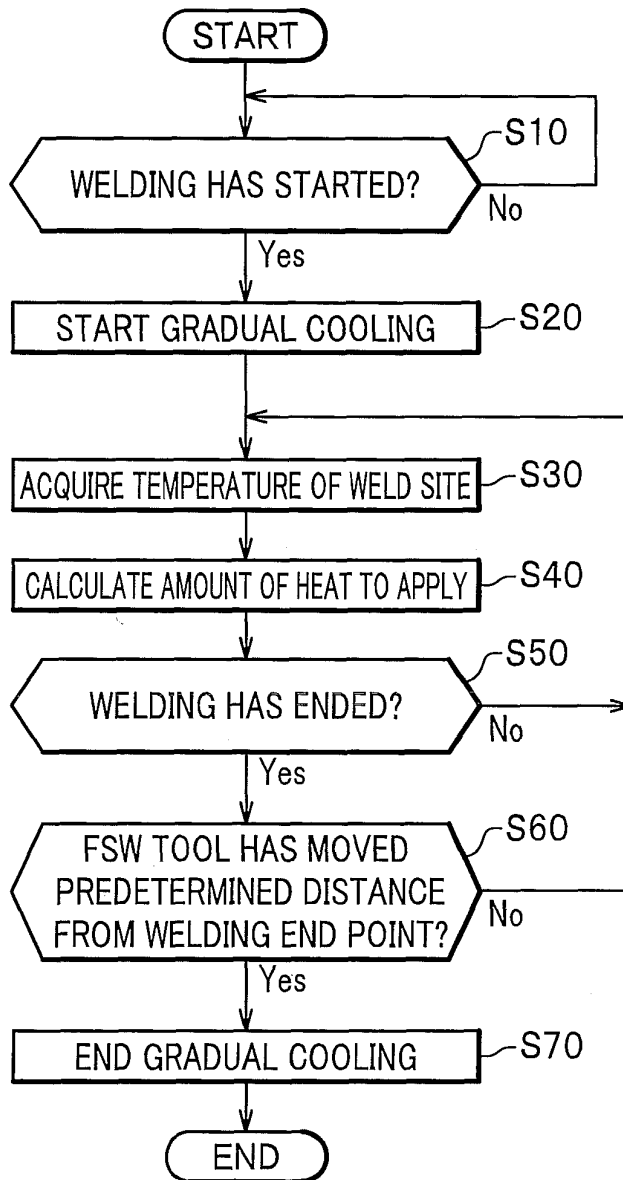 START
S10
WELDING HAS STARTED?
No
Yes
START GRADUAL COOLING
S20
ACQUIRE TEMPERATURE OF WELD SITE
S30
CALCULATE AMOUNT OF HEAT TO APPLY
S40
S50
WELDING HAS ENDED?
No
Yes
S60
FSW TOOL HAS MOVED
PREDETERMINED DISTANCE
FROM WELDING END POINT?
No
Yes
END GRADUAL COOLING
S70
END